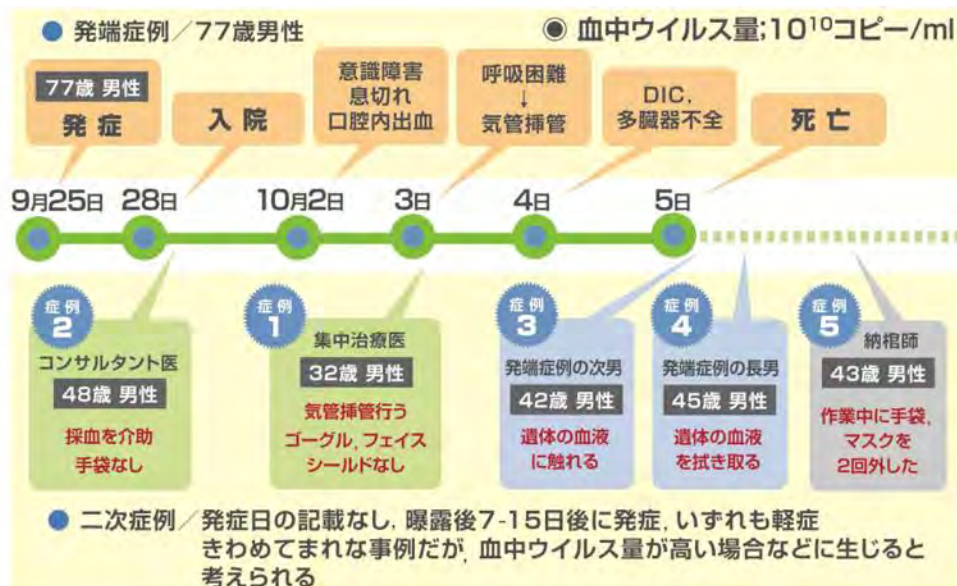 ● 発端症例／77歳男性
◉ 血中ウイルス量;10¹⁰コピー/ml
77歳 男性
発症
入院
意識障害
息切れ
口腔内出血
呼吸困難
↓
気管挿管
DIC,
多臓器不全
死亡
9月25日
28日
10月2日
3日
4日
5日
症例
2
コンサルタント医
48歳 男性
採血を介助
手袋なし
症例
1
集中治療医
32歳 男性
気管挿管行う
ゴーグル, フェイス
シールドなし
症例
3
発端症例の次男
42歳 男性
遺体の血液
に触れる
症例
4
発端症例の長男
45歳 男性
遺体の血液
を拭き取る
症例
5
納棺師
43歳 男性
作業中に手袋,
マスクを
2回外した
● 二次症例／発症日の記載なし, 曝露後7-15日後に発症, いずれも軽症
きわめてまれな事例だが, 血中ウイルス量が高い場合などに生じると
考えられる